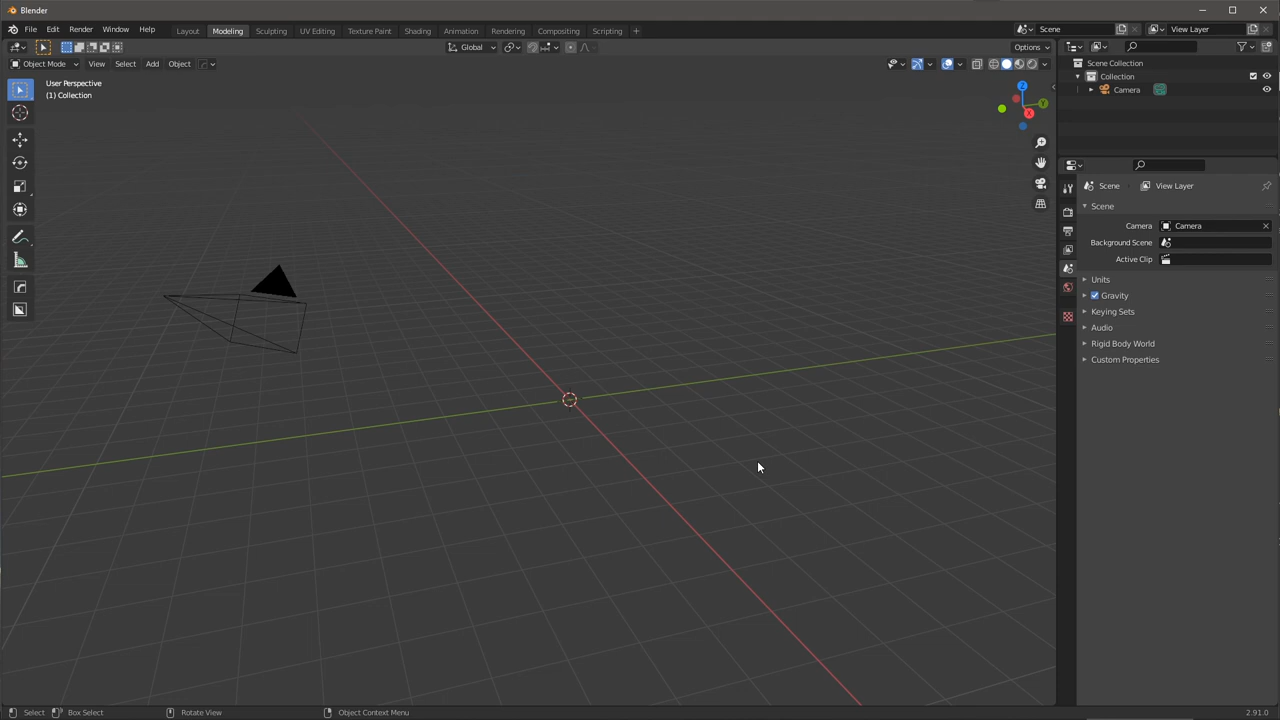 Blender
File Edit Render Window Help Layout Modeling Sculpting UV Editing Texture Paint Shading Animation Rendering Compositing Scripting + Scene View Layer
Global Options
Object Mode View Select Add Object
User Perspective
(1) Collection
Z
Y
X
Scene Collection
Collection
Camera
Scene View Layer
Scene
Camera Camera
Background Scene
Active Clip
Units
Gravity
Keying Sets
Audio
Rigid Body World
Custom Properties
Select Box Select Rotate View Object Context Menu 2.91.0